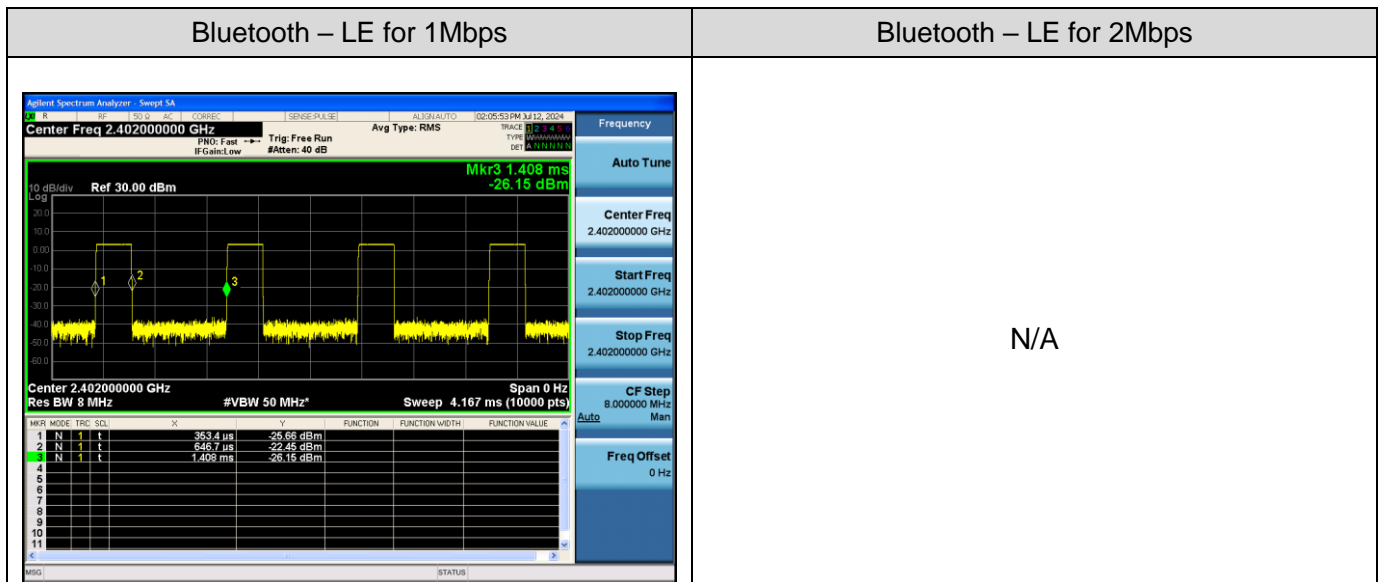 Bluetooth – LE for 1Mbps
Bluetooth – LE for 2Mbps
Agilent Spectrum Analyzer - Swept SA
R RF 50 Ω AC CORREC SENSE:PULSE ALIGNAUTO 02:05:53 PM Jul 12, 2024
Center Freq 2.402000000 GHz
PNO: Fast
IFGain:Low
Trig: Free Run
#Atten: 40 dB
Avg Type: RMS
TRACE 1 2 3 4 5 6
TYPE
DET A N N N N N
Mkr3 1.408 ms
-26.15 dBm
10 dB/div Ref 30.00 dBm
Log
20.0
10.0
0.00
-10.0
-20.0
-30.0
-40.0
-50.0
-60.0
1
2
3
Center 2.402000000 GHz Span 0 Hz
Res BW 8 MHz #VBW 50 MHz* Sweep 4.167 ms (10000 pts)
MKR MODE TRC SCL X Y FUNCTION FUNCTION WIDTH FUNCTION VALUE
1 N 1 t 353.4 µs -25.66 dBm
2 N 1 t 646.7 µs -22.45 dBm
3 N 1 t 1.408 ms -26.15 dBm
4
5
6
7
8
9
10
11
MSG STATUS
Frequency
Auto Tune
Center Freq
2.402000000 GHz
Start Freq
2.402000000 GHz
Stop Freq
2.402000000 GHz
CF Step
8.000000 MHz
Auto Man
Freq Offset
0 Hz
N/A